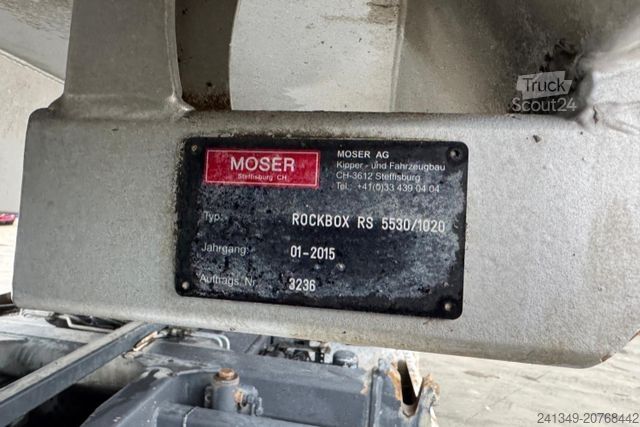 Truck
Scout24
MOSER
Steffisburg CH
MOSER AG
Kipper - und Fahrzeugbau
CH-3612 Steffisburg
Tel. +41(0)33 439 04 04
Typ: ROCKBOX RS 5530/1020
Jahrgang: 01-2015
Auftrags. Nr. 3236
241349-20768442